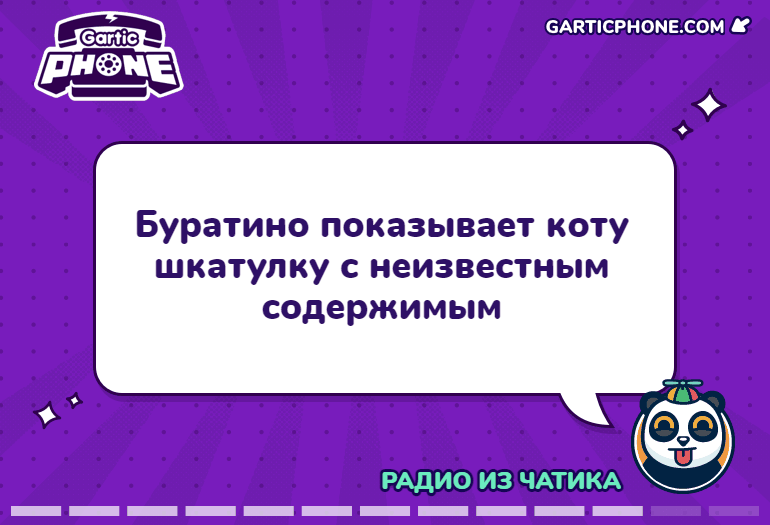 Gartic
PHONE
GARTICPHONE.COM
Буратино показывает коту
шкатулку с неизвестным
содержимым
РАДИО ИЗ ЧАТИКА